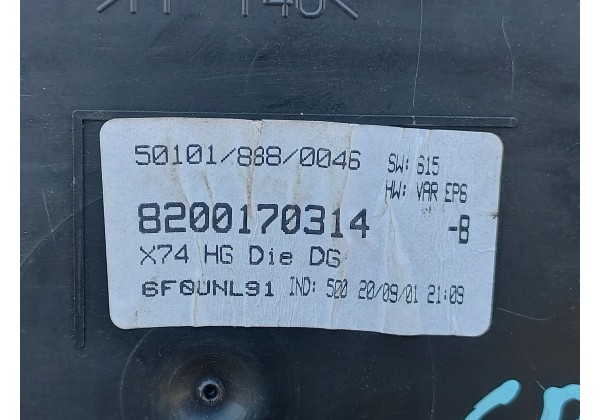 50101/888/0046 SW: 615
HW: VAR EP6
8200170314 -B
X74 HG Die DG
6F0UNL91 IND: 500 20/09/01 21:09